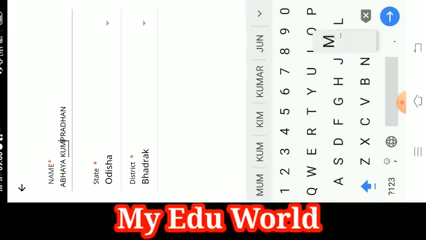 NAME*
ABHAYA KUMPRADHAN
State *
Odisha
District *
Bhadrak
MUM KUM KIM KUMAR JUN
1 2 3 4 5 6 7 8 9 0
Q W E R T Y U I O P
A S D F G H J L
M
Z X C V B N
?123 , .
My Edu World